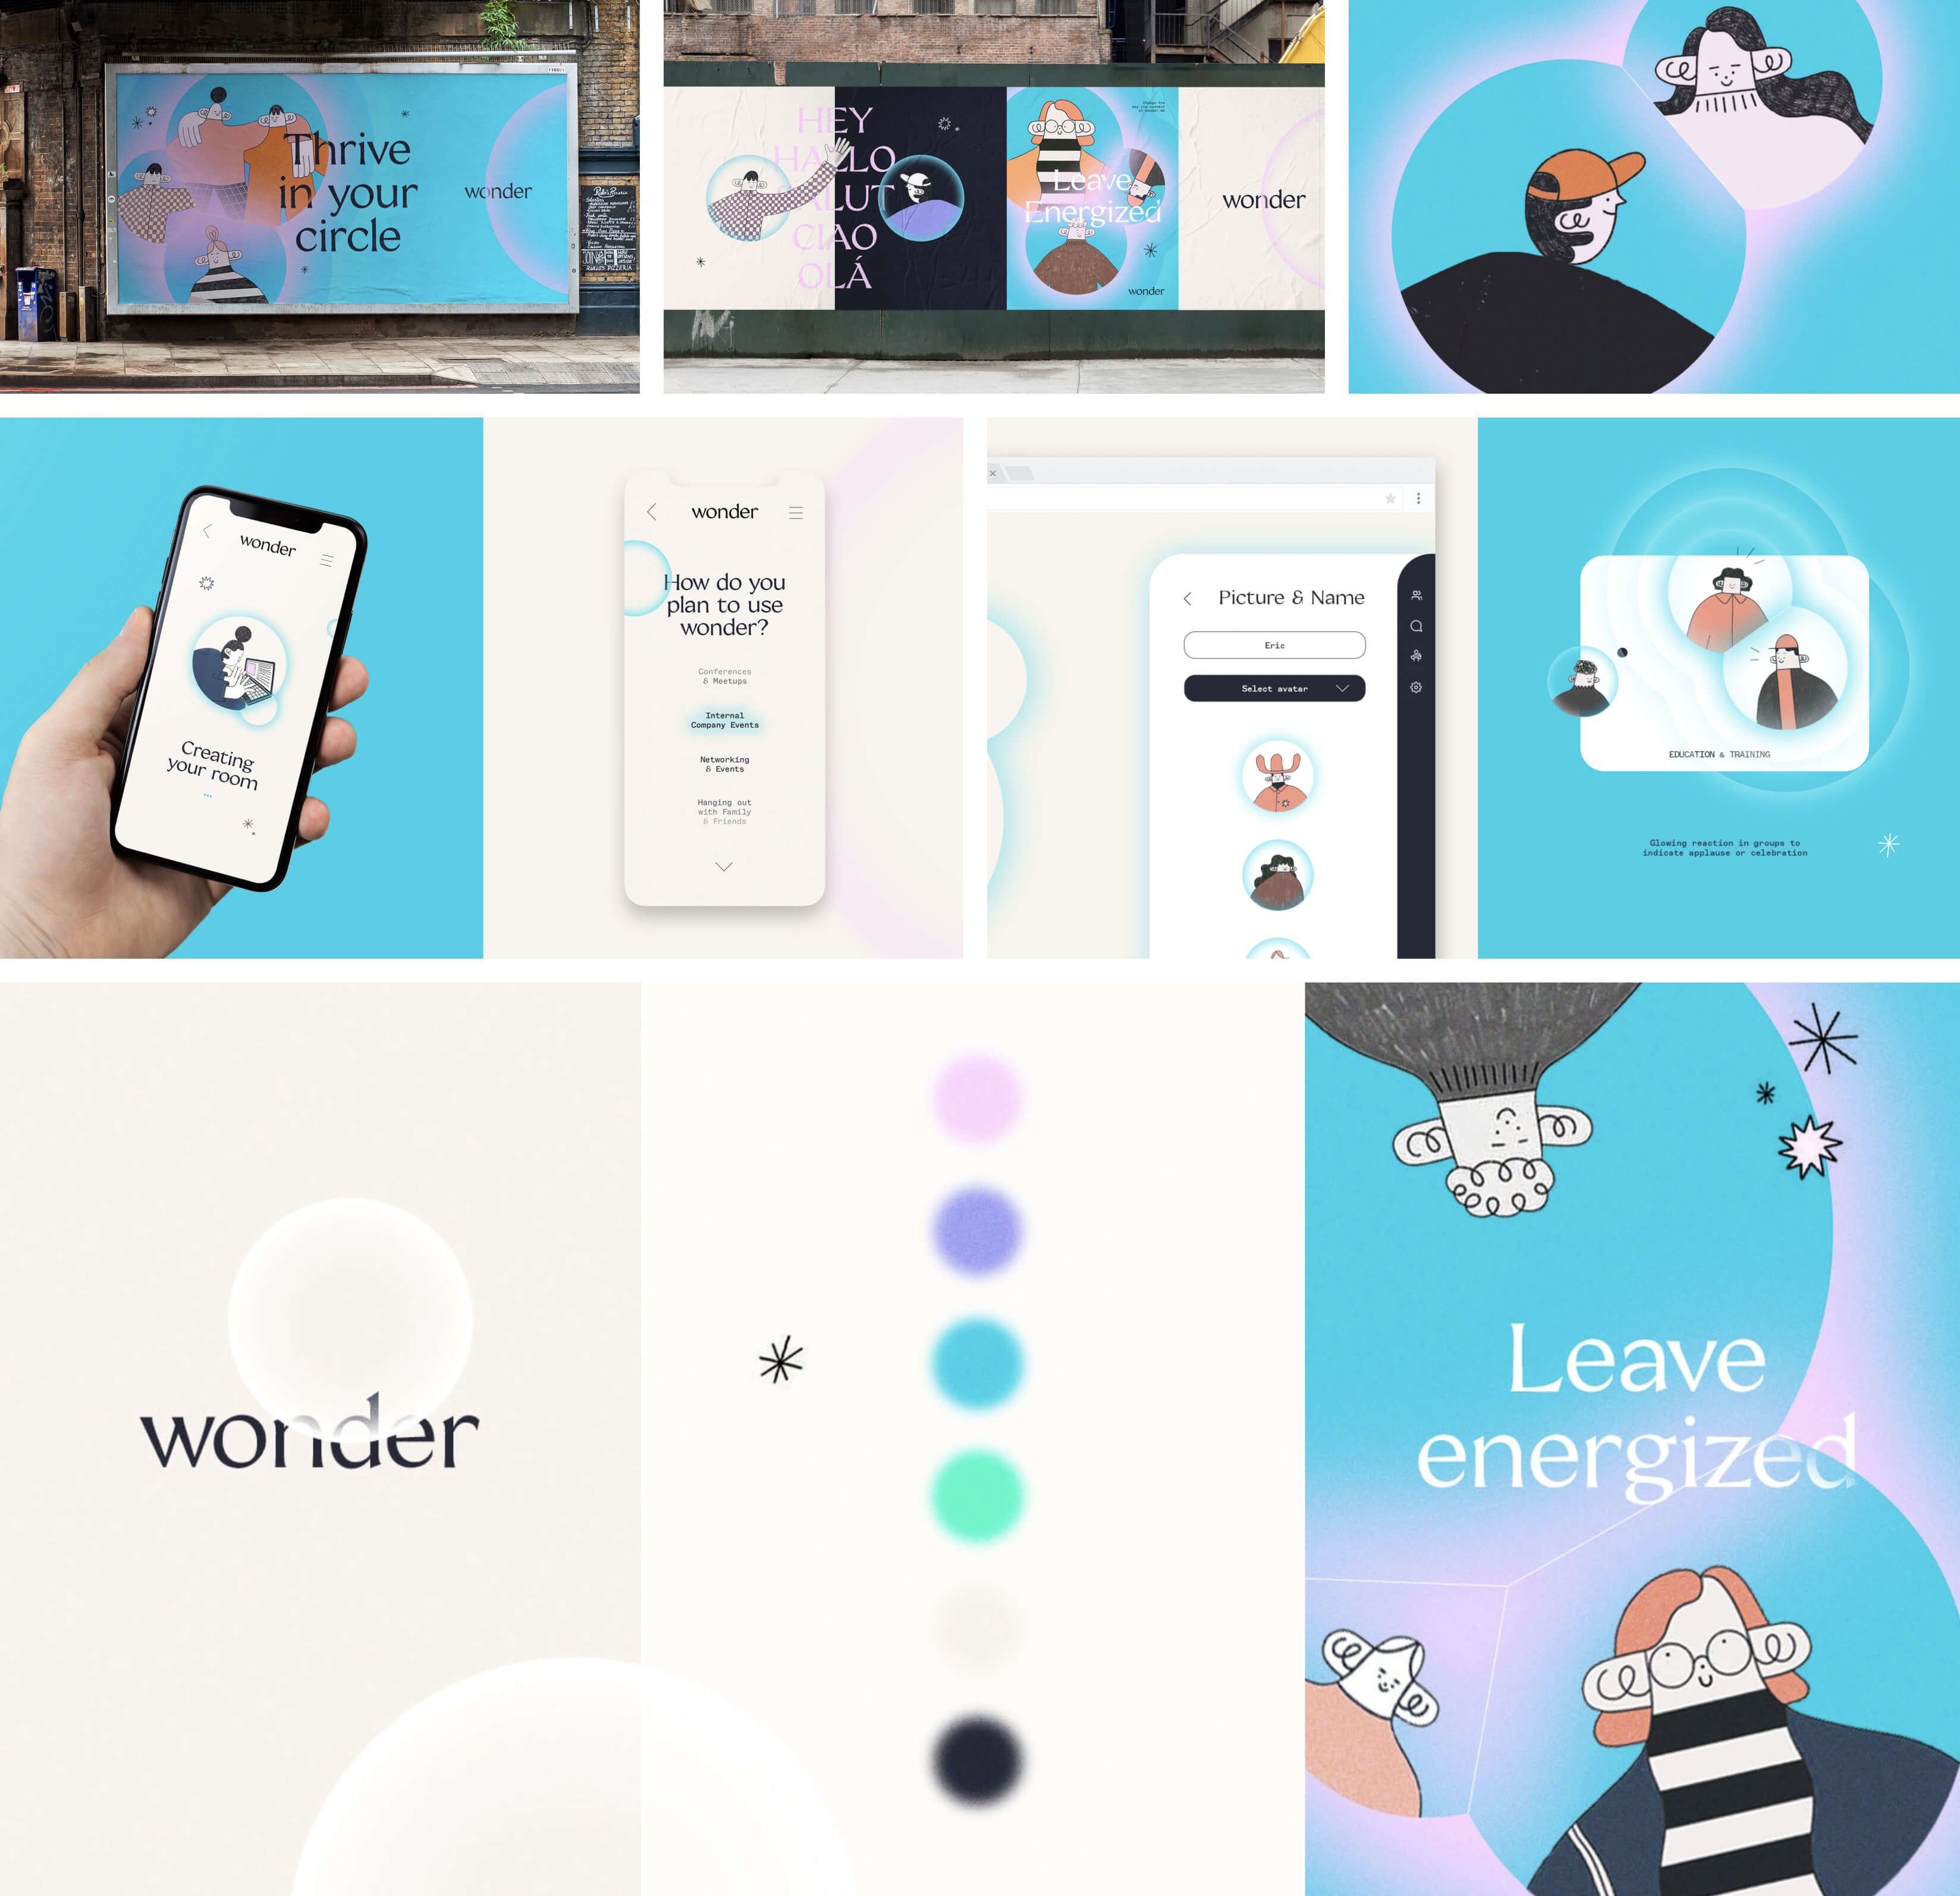 Thrive
in your
circle
wonder
HEY
HALLO
ALUT
CIAO
OLÁ
Leave
Energized
wonder
wonder
wonder
Creating
your room
wonder
How do you
plan to use
wonder?
Conferences
& Meetups
Internal
Company Events
Networking
& Events
Hanging out
with Family
& Friends
Picture & Name
Eric
Select avatar
EDUCATION & TRAINING
Glowing reaction in groups to
indicate applause or celebration
wonder
Leave
energized